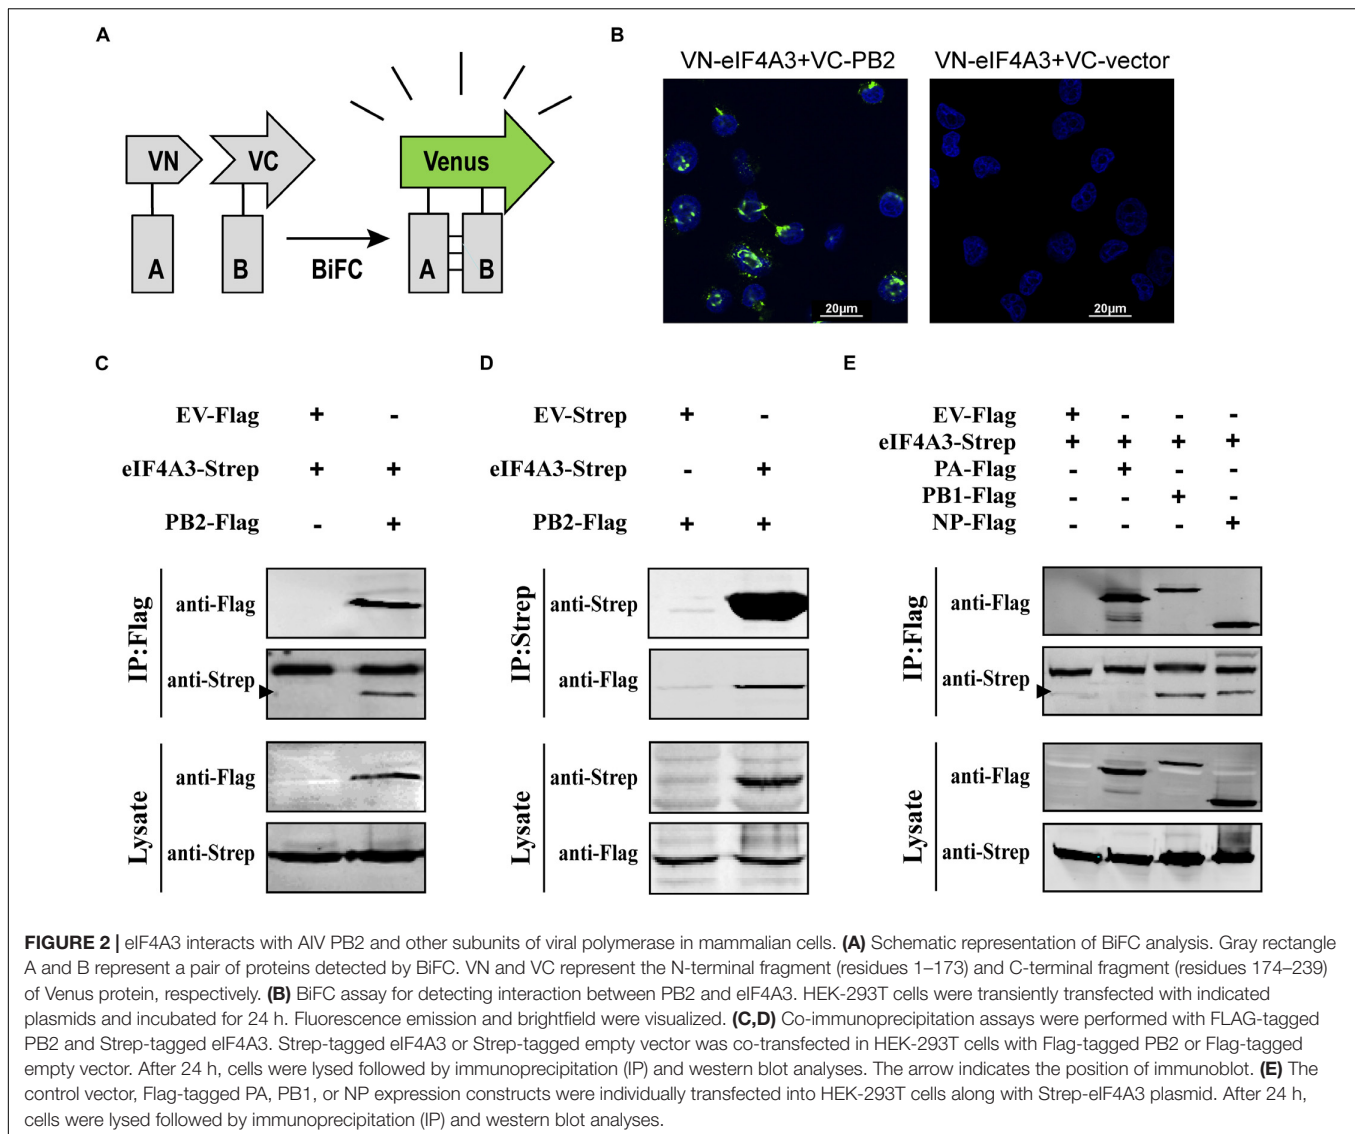 A
VN
VC
Venus
A
B
BiFC
A
B
B
VN-eIF4A3+VC-PB2
VN-eIF4A3+VC-vector
20µm
20µm
C
EV-Flag + -
eIF4A3-Strep + +
PB2-Flag - +
IP:Flag
anti-Flag
anti-Strep
Lysate
anti-Flag
anti-Strep
D
EV-Strep + -
eIF4A3-Strep - +
PB2-Flag + +
IP:Strep
anti-Strep
anti-Flag
Lysate
anti-Strep
anti-Flag
E
EV-Flag + - - -
eIF4A3-Strep + + + +
PA-Flag - + - -
PB1-Flag - - + -
NP-Flag - - - +
IP:Flag
anti-Flag
anti-Strep
Lysate
anti-Flag
anti-Strep
FIGURE 2 | eIF4A3 interacts with AIV PB2 and other subunits of viral polymerase in mammalian cells. (A) Schematic representation of BiFC analysis. Gray rectangle
A and B represent a pair of proteins detected by BiFC. VN and VC represent the N-terminal fragment (residues 1–173) and C-terminal fragment (residues 174–239)
of Venus protein, respectively. (B) BiFC assay for detecting interaction between PB2 and eIF4A3. HEK-293T cells were transiently transfected with indicated
plasmids and incubated for 24 h. Fluorescence emission and brightfield were visualized. (C,D) Co-immunoprecipitation assays were performed with FLAG-tagged
PB2 and Strep-tagged eIF4A3. Strep-tagged eIF4A3 or Strep-tagged empty vector was co-transfected in HEK-293T cells with Flag-tagged PB2 or Flag-tagged
empty vector. After 24 h, cells were lysed followed by immunoprecipitation (IP) and western blot analyses. The arrow indicates the position of immunoblot. (E) The
control vector, Flag-tagged PA, PB1, or NP expression constructs were individually transfected into HEK-293T cells along with Strep-eIF4A3 plasmid. After 24 h,
cells were lysed followed by immunoprecipitation (IP) and western blot analyses.